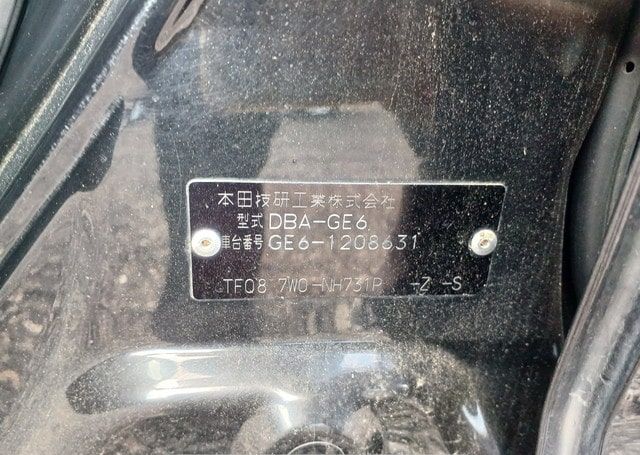 本田技研工業株式会社
型式 DBA-GE6
車台番号 GE6-1208631
TF08 7W0-NH731P -Z -S